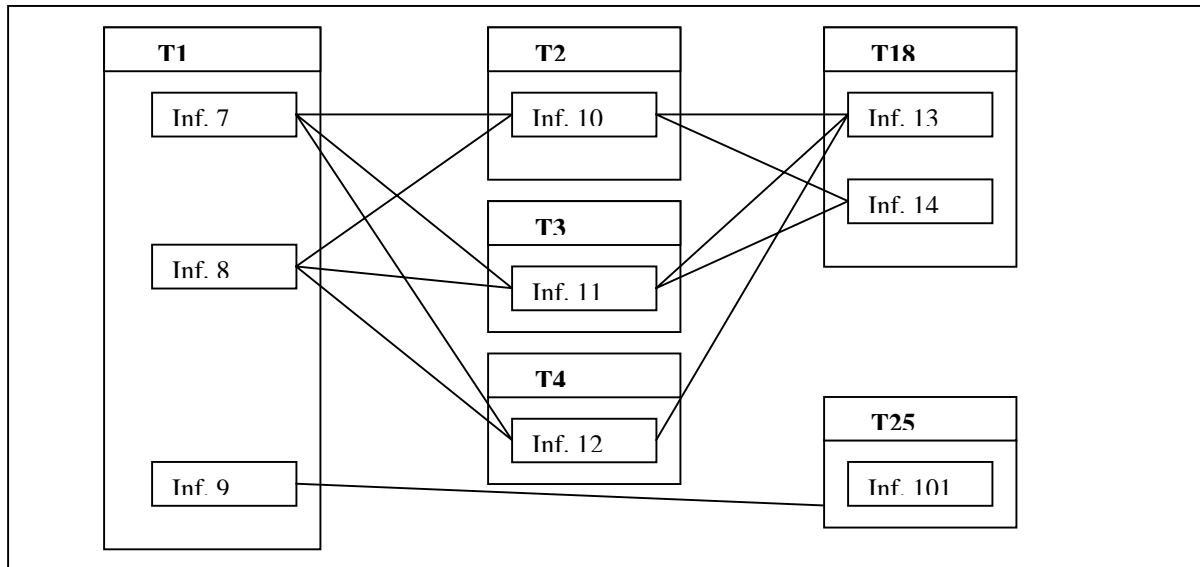 T1
Inf. 7
Inf. 8
Inf. 9
T2
Inf. 10
T3
Inf. 11
T4
Inf. 12
T18
Inf. 13
Inf. 14
T25
Inf. 101